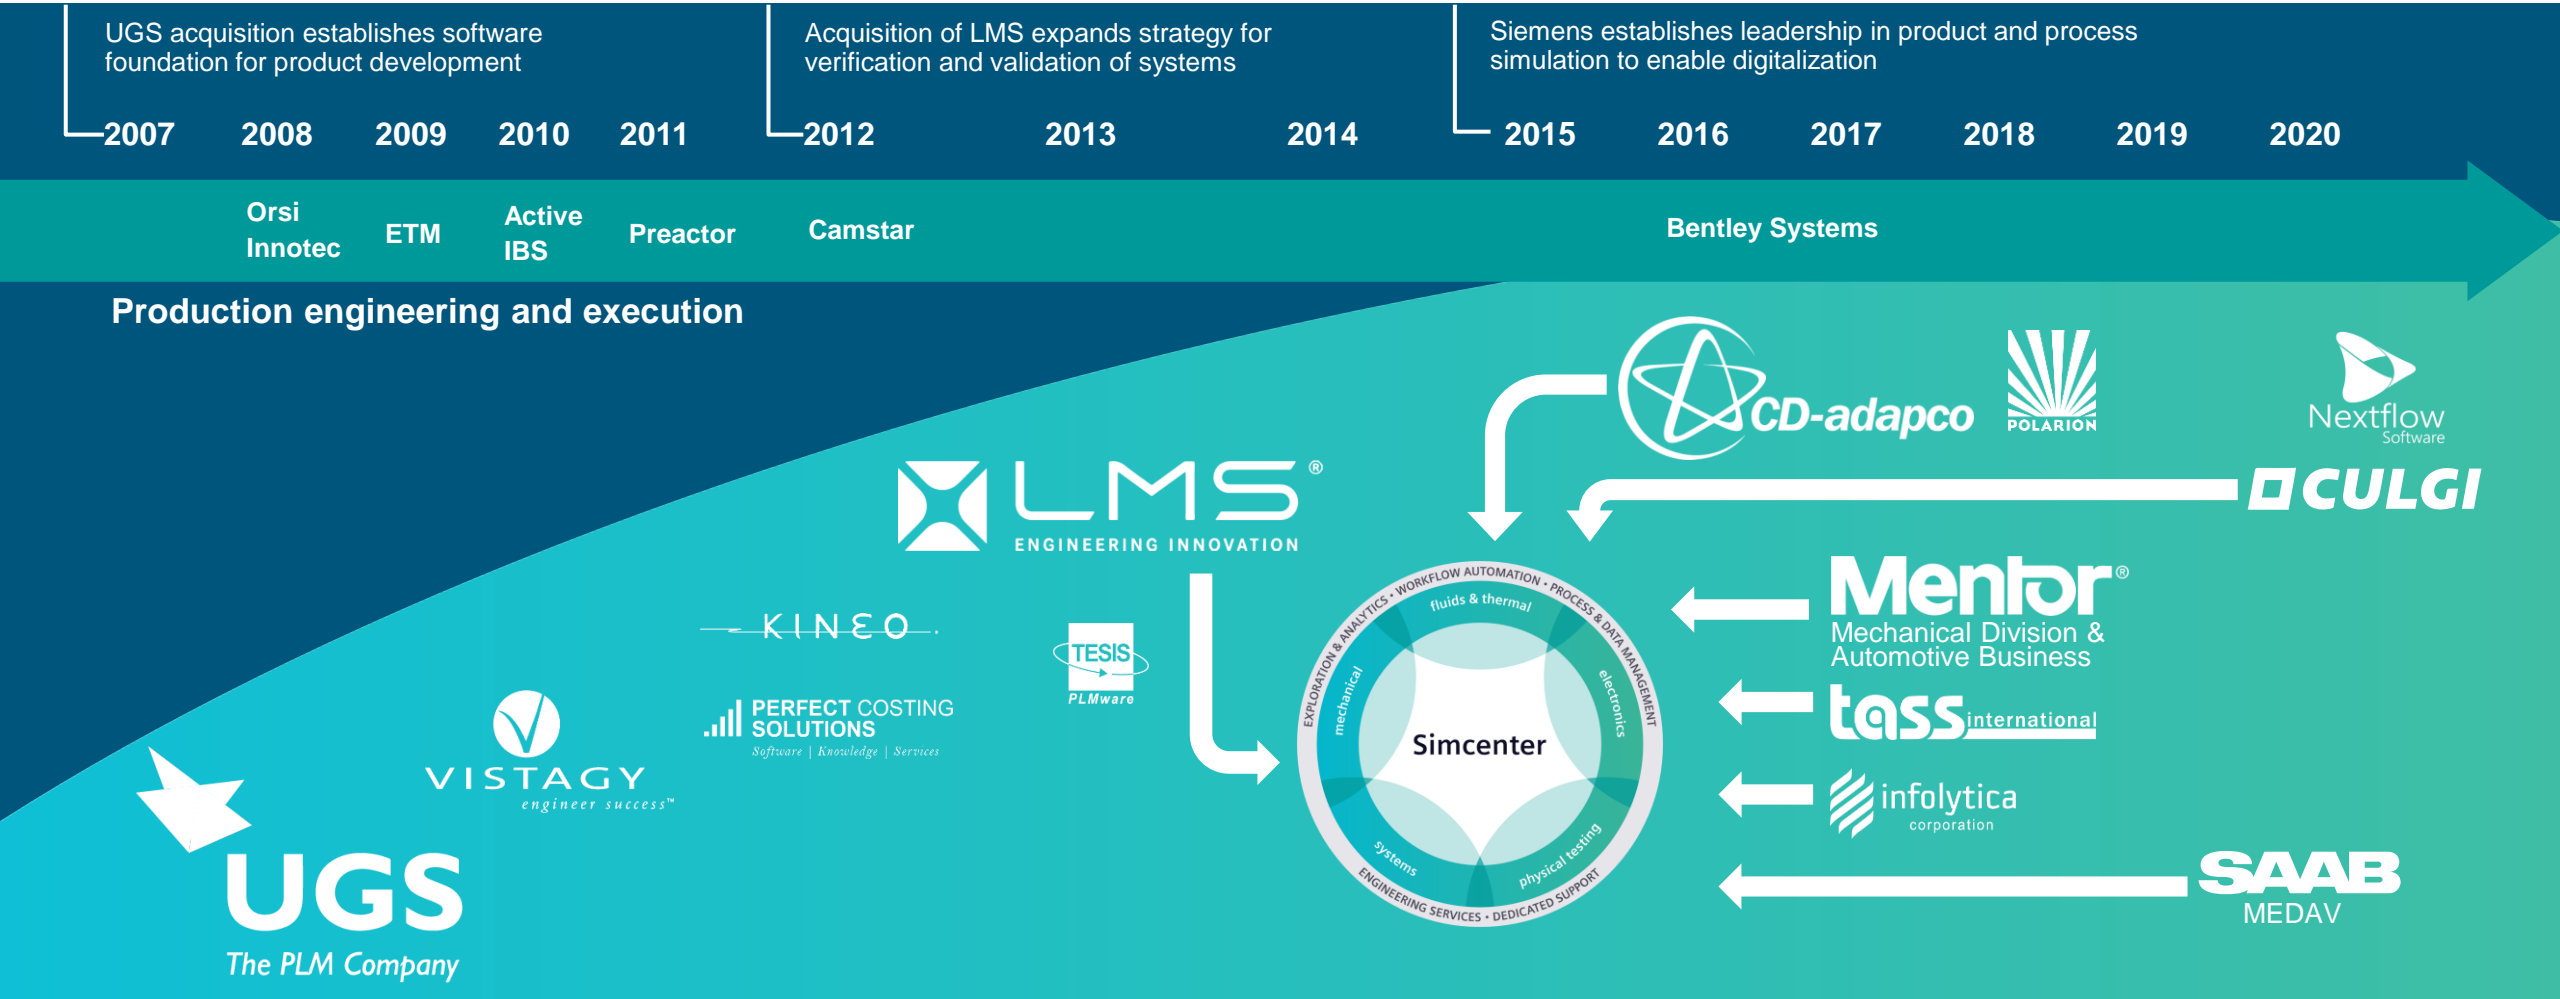 UGS acquisition establishes software
foundation for product development
Acquisition of LMS expands strategy for
verification and validation of systems
Siemens establishes leadership in product and process
simulation to enable digitalization
2007 2008 2009 2010 2011 2012 2013 2014 2015 2016 2017 2018 2019 2020
Orsi
Innotec
ETM
Active
IBS
Preactor
Camstar
Bentley Systems
Production engineering and execution
CD-adapco
POLARION
Nextflow
Software
CULGI
LMS®
ENGINEERING INNOVATION
Mentor®
Mechanical Division &
Automotive Business
KINEO
TESIS
PLMware
PERFECT COSTING
SOLUTIONS
Software | Knowledge | Services
VISTAGY
engineer success™
tass international
infolytica
corporation
SAAB
MEDAV
UGS
The PLM Company
EXPLORATION & ANALYTICS • WORKFLOW AUTOMATION • PROCESS & DATA MANAGEMENT
fluids & thermal
mechanical
electronics
Simcenter
systems
physical testing
ENGINEERING SERVICES • DEDICATED SUPPORT